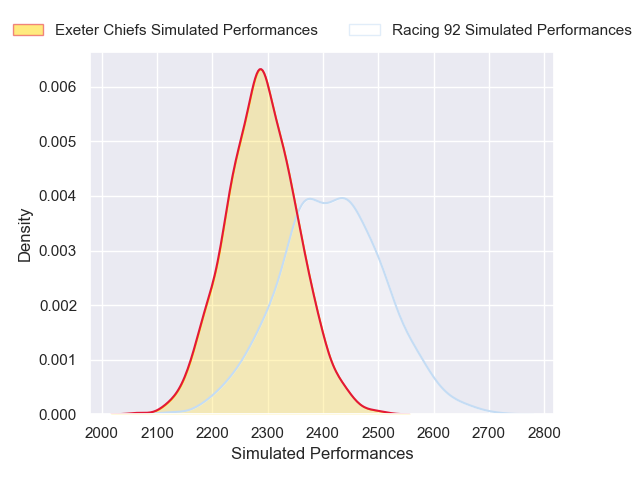 Exeter Chiefs Simulated Performances
Racing 92 Simulated Performances
0.006
0.005
0.004
0.003
0.002
0.001
0.000
Density
2000 2100 2200 2300 2400 2500 2600 2700 2800
Simulated Performances